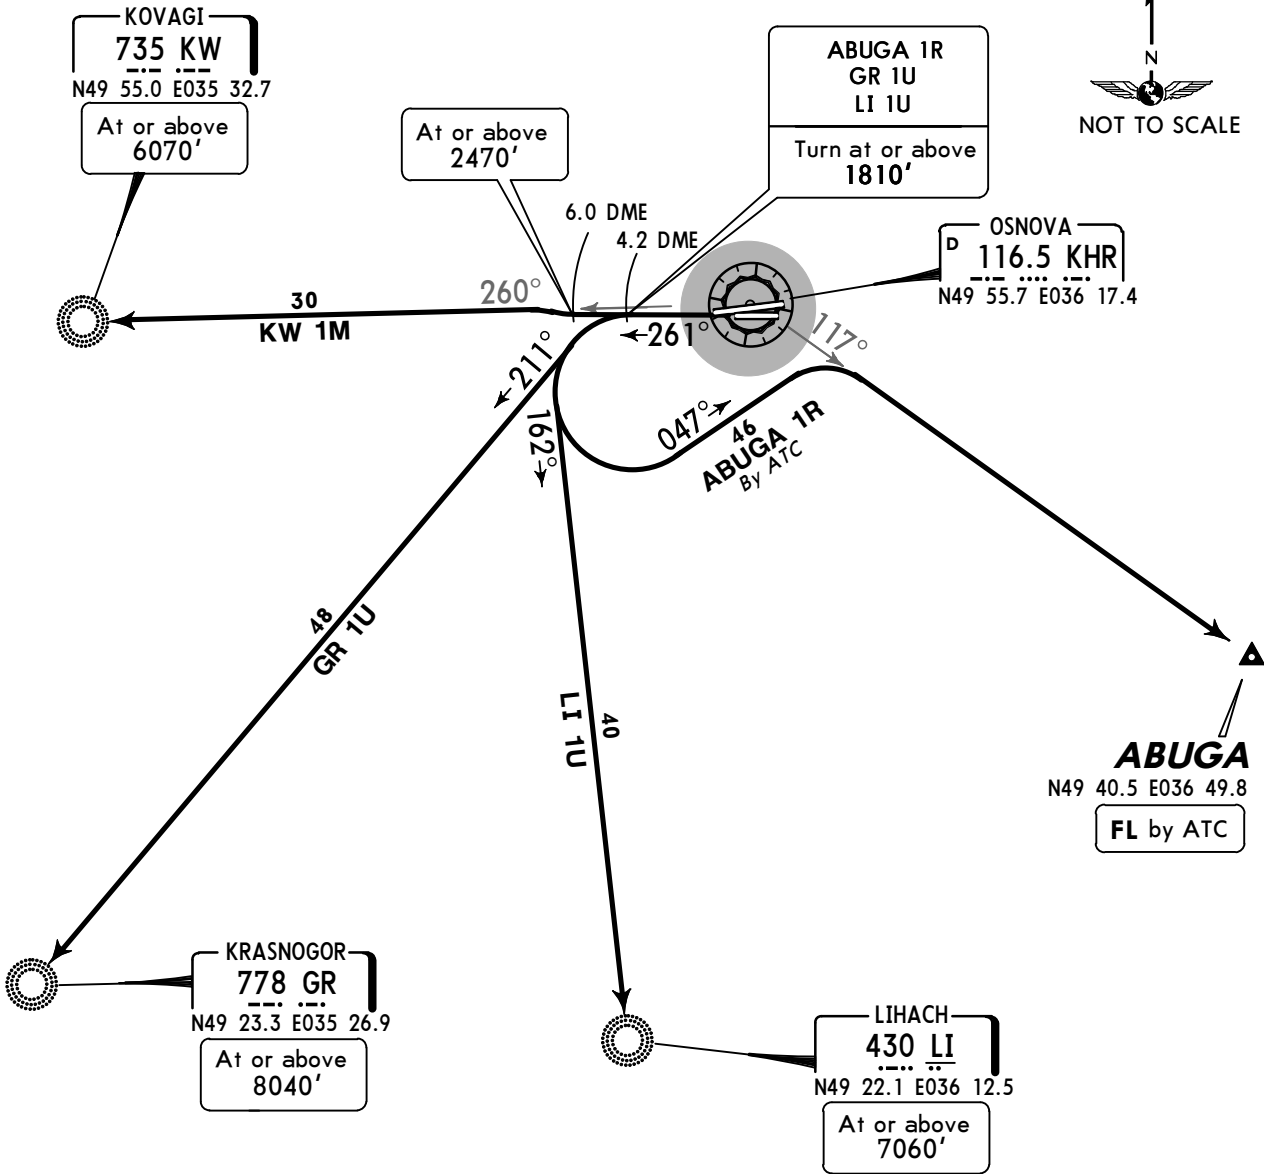 KOVAGI
735 KW
N49 55.0 E035 32.7
At or above
6070'
At or above
2470'
ABUGA 1R
GR 1U
LI 1U
Turn at or above
1810'
N
NOT TO SCALE
6.0 DME
4.2 DME
OSNOVA
D 116.5 KHR
N49 55.7 E036 17.4
30
KW 1M
260°
261°
117°
211°
162°
047°
46
ABUGA 1R
By ATC
48
GR 1U
40
LI 1U
ABUGA
N49 40.5 E036 49.8
FL by ATC
KRASNOGOR
778 GR
N49 23.3 E035 26.9
At or above
8040'
LIHACH
430 LI
N49 22.1 E036 12.5
At or above
7060'